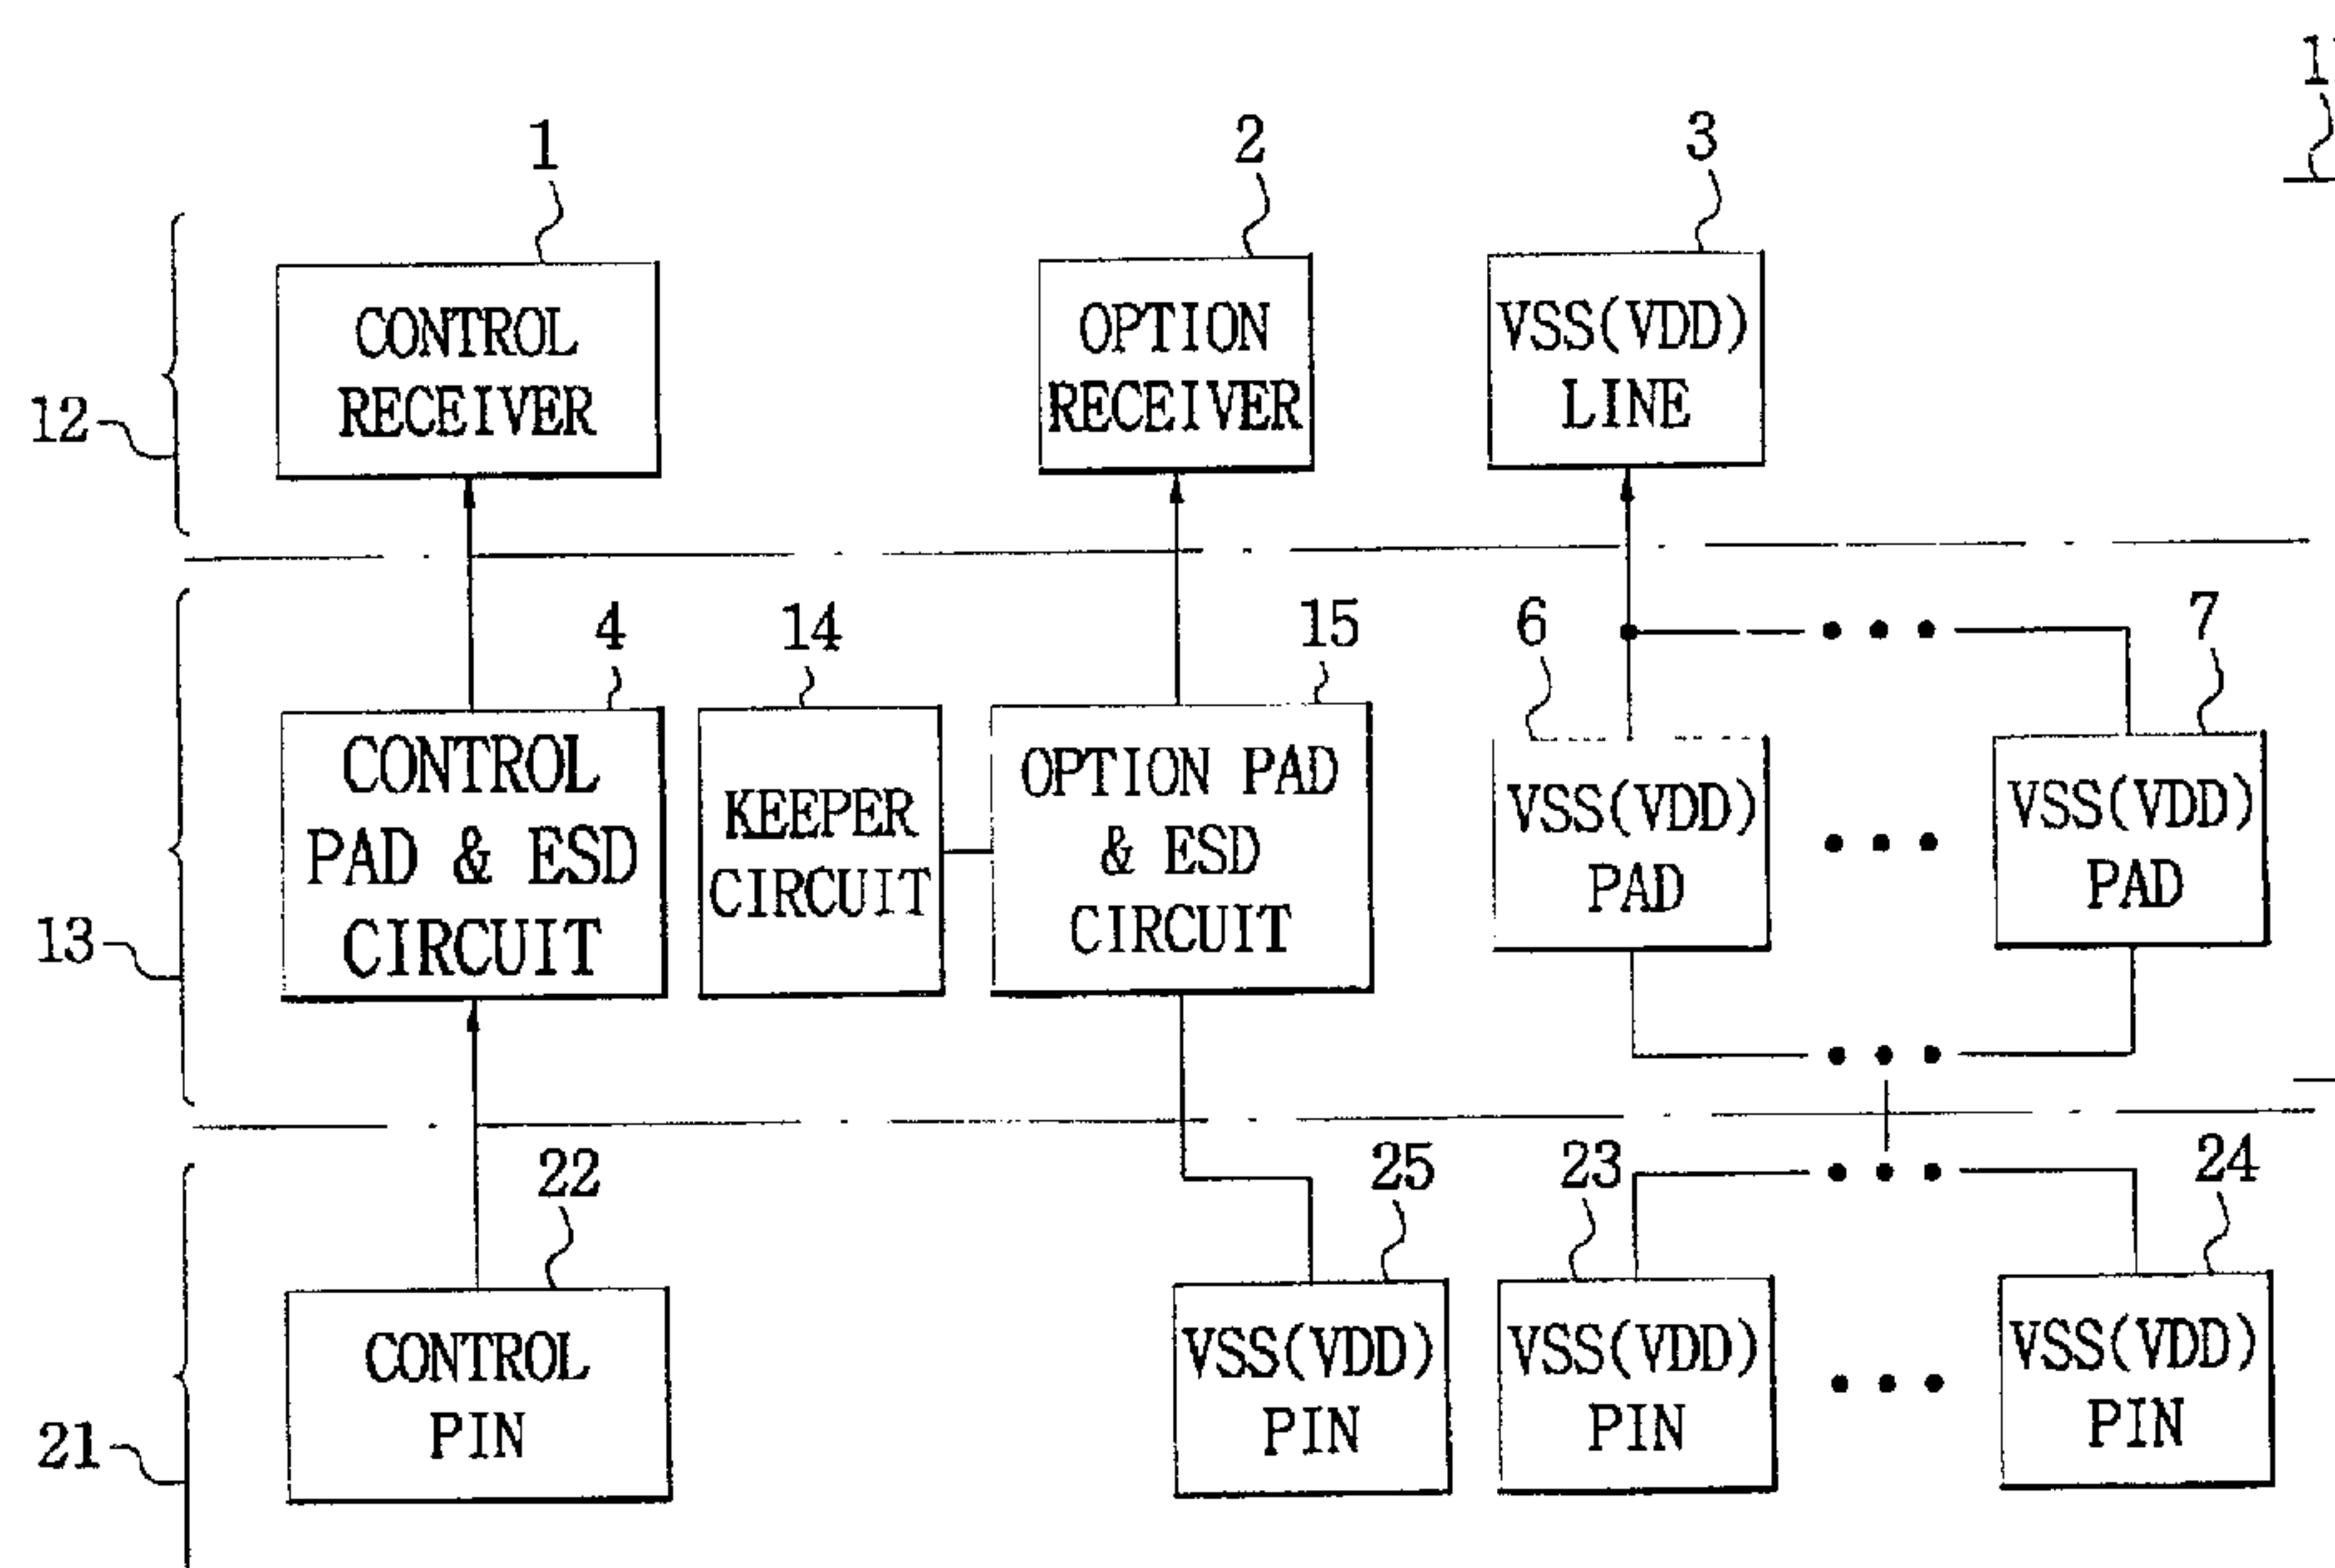 1
2
3
12
CONTROL
RECEIVER
OPTION
RECEIVER
VSS(VDD)
LINE
13
4
14
15
6
7
CONTROL
PAD & ESD
CIRCUIT
KEEPER
CIRCUIT
OPTION PAD
& ESD
CIRCUIT
VSS(VDD)
PAD
• • •
VSS(VDD)
PAD
21
22
25
23
24
CONTROL
PIN
VSS(VDD)
PIN
VSS(VDD)
PIN
• • •
VSS(VDD)
PIN